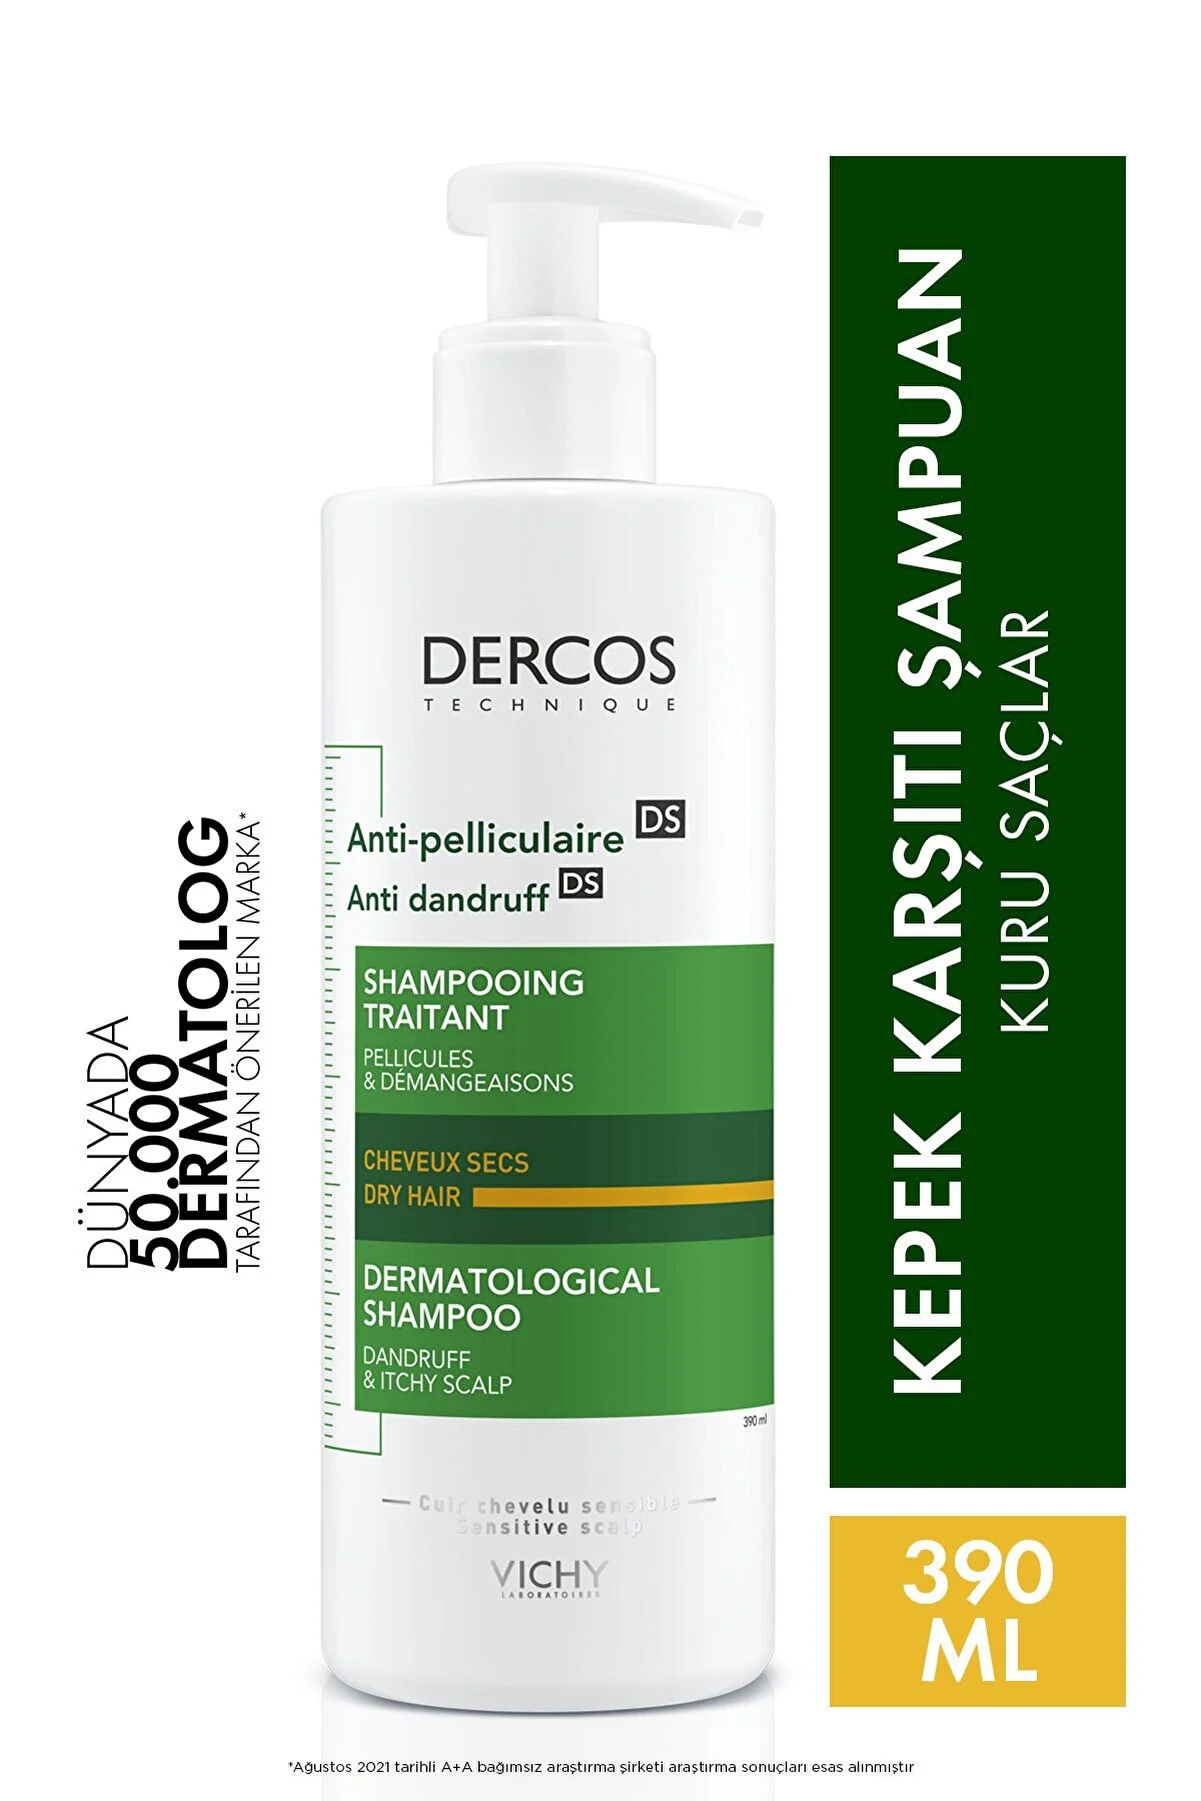 DÜNYADA
50.000
DERMATOLOG
TARAFINDAN ÖNERİLEN MARKA*
DERCOS
TECHNIQUE
Anti-pelliculaire DS
Anti dandruff DS
SHAMPOOING
TRAITANT
PELLICULES
& DÉMANGEAISONS
CHEVEUX SECS
DRY HAIR
DERMATOLOGICAL
SHAMPOO
DANDRUFF
& ITCHY SCALP
390 ml
Cuir chevelu sensible
Sensitive scalp
VICHY
LABORATOIRES
KEPEK KARŞITI ŞAMPUAN
KURU SAÇLAR
390
ML
*Ağustos 2021 tarihli A+A bağımsız araştırma şirketi araştırma sonuçları esas alınmıştır